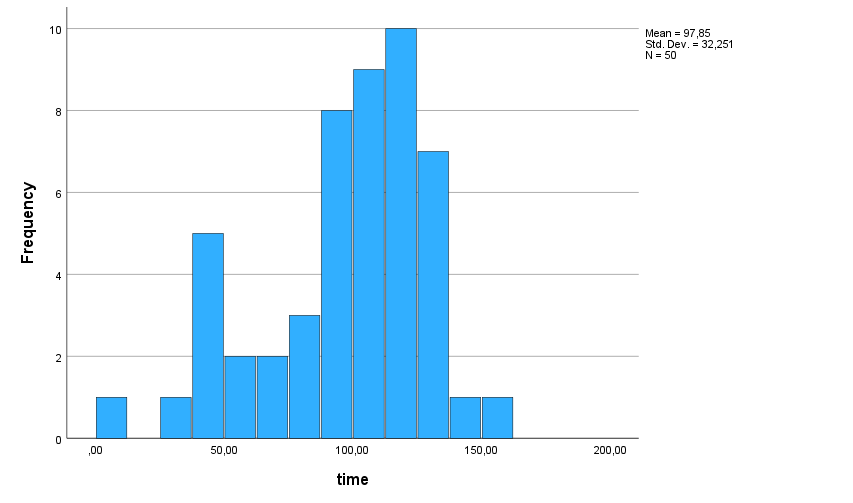 10
8
6
4
2
0
Frequency
,00
50,00
100,00
150,00
200,00
time
Mean = 97,85
Std. Dev. = 32,251
N = 50